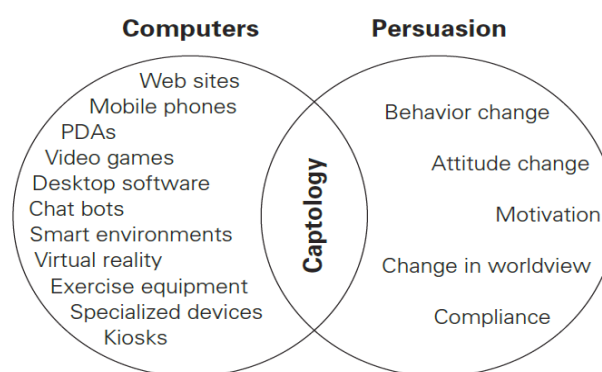 Computers
Persuasion
Web sites
Mobile phones
PDAs
Video games
Desktop software
Chat bots
Smart environments
Virtual reality
Exercise equipment
Specialized devices
Kiosks
Captology
Behavior change
Attitude change
Motivation
Change in worldview
Compliance